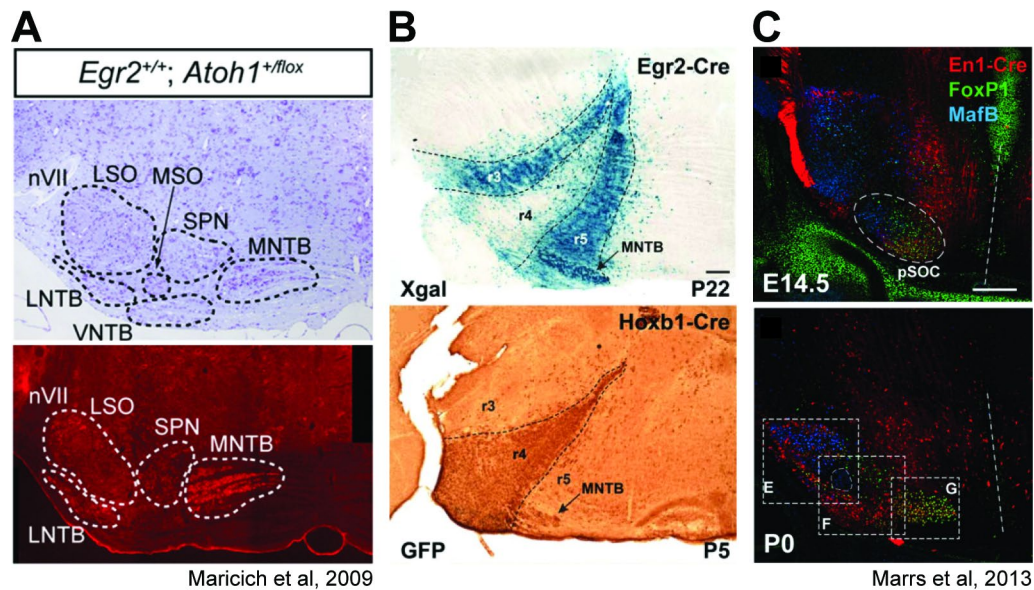 A
Egr2+/+; Atoh1+/flox
nVII
LSO
MSO
SPN
MNTB
LNTB
VNTB
nVII
LSO
SPN
MNTB
LNTB
Maricich et al, 2009
B
Egr2-Cre
r3
r4
r5
MNTB
Xgal
P22
Hoxb1-Cre
r3
r4
r5
MNTB
GFP
P5
C
En1-Cre
FoxP1
MafB
pSOC
E14.5
E
F
G
P0
Marrs et al, 2013